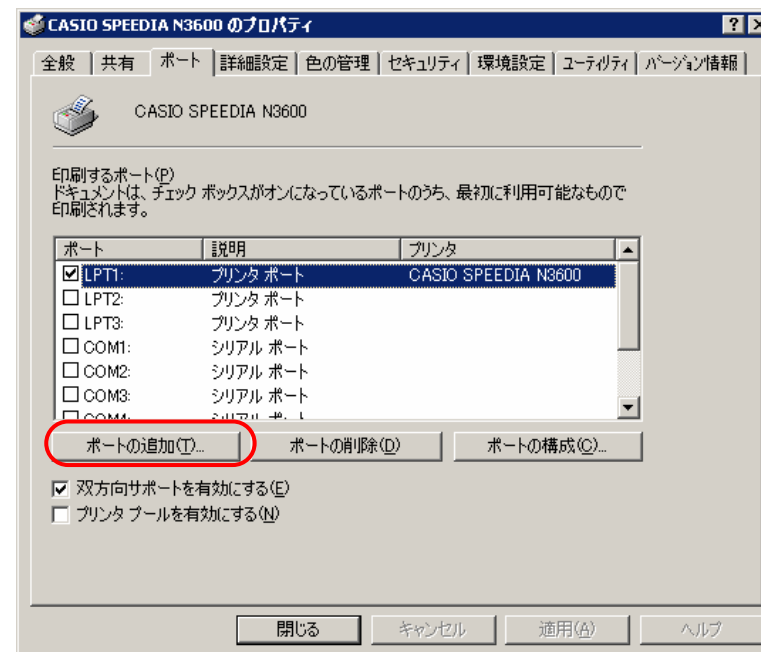 CASIO SPEEDIA N3600 のプロパティ
全般 共有 ポート 詳細設定 色の管理 セキュリティ 環境設定 ユーティリティ バージョン情報
CASIO SPEEDIA N3600
印刷するポート(P)
ドキュメントは、チェック ボックスがオンになっているポートのうち、最初に利用可能なもので
印刷されます。
ポート 説明 プリンタ
LPT1: プリンタ ポート CASIO SPEEDIA N3600
LPT2: プリンタ ポート
LPT3: プリンタ ポート
COM1: シリアル ポート
COM2: シリアル ポート
COM3: シリアル ポート
COM4: シリアル ポート
ポートの追加(T)... ポートの削除(D) ポートの構成(C)...
双方向サポートを有効にする(E)
プリンタ プールを有効にする(N)
閉じる キャンセル 適用(A) ヘルプ